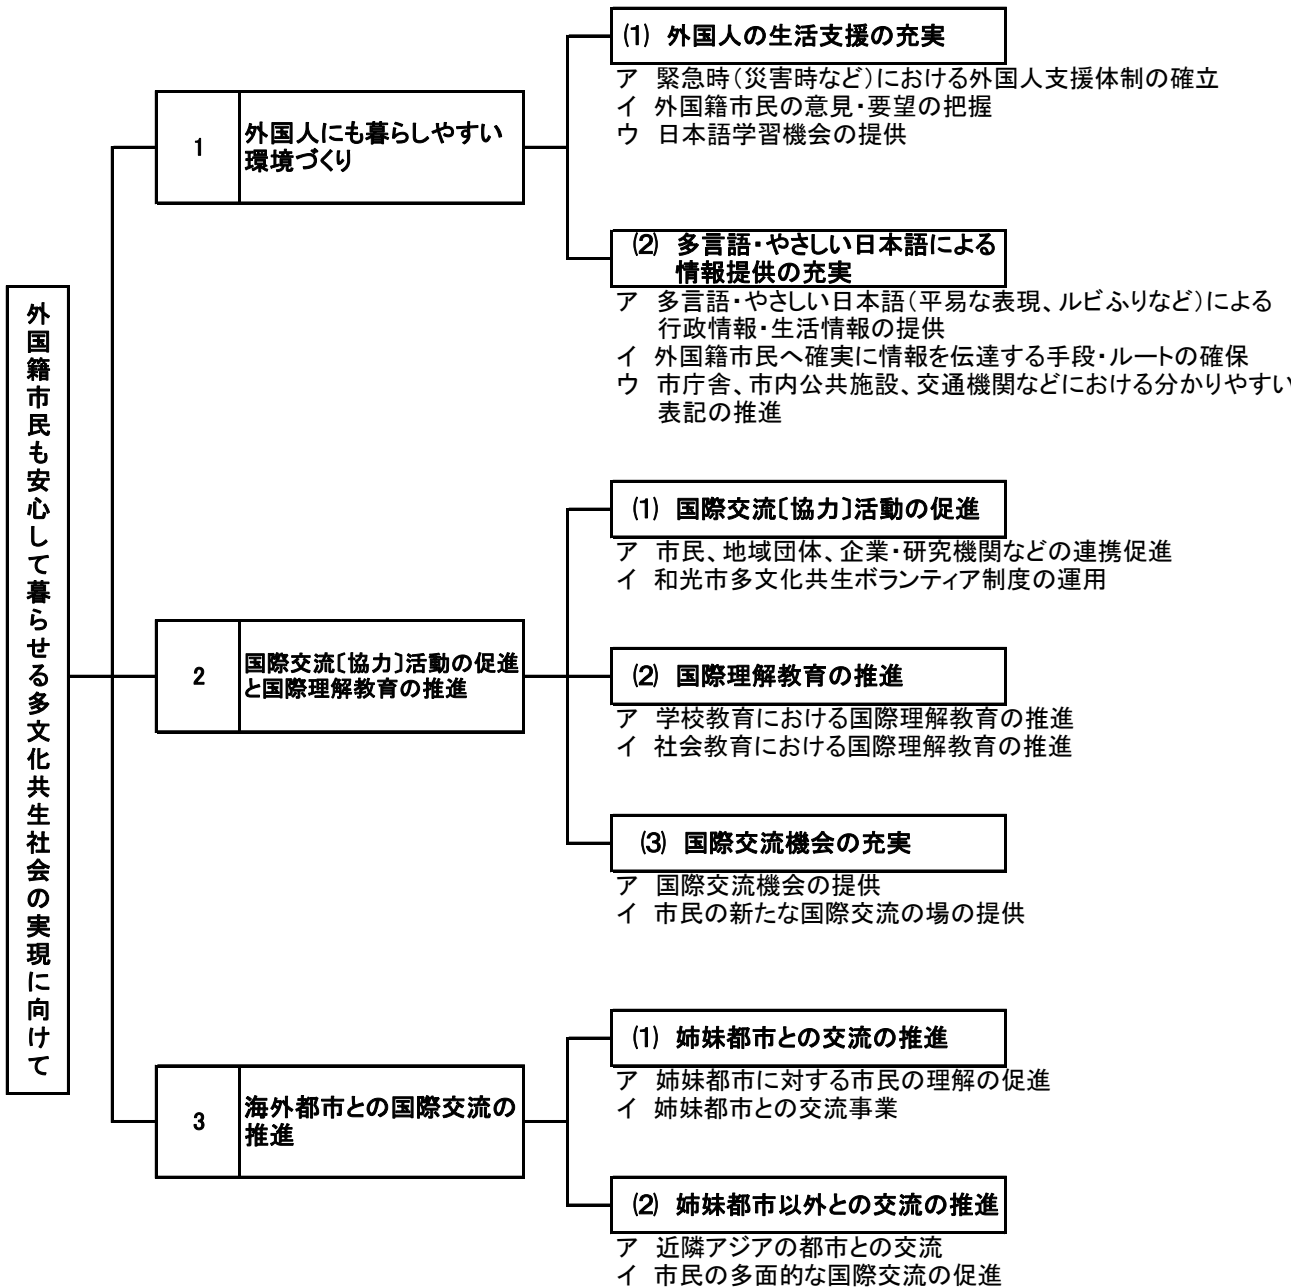 外国籍市民も安心して暮らせる多文化共生社会の実現に向けて
1
外国人にも暮らしやすい
環境づくり
(1) 外国人の生活支援の充実
ア 緊急時(災害時など)における外国人支援体制の確立
イ 外国籍市民の意見・要望の把握
ウ 日本語学習機会の提供
(2) 多言語・やさしい日本語による
情報提供の充実
ア 多言語・やさしい日本語(平易な表現、ルビふりなど)による
行政情報・生活情報の提供
イ 外国籍市民へ確実に情報を伝達する手段・ルートの確保
ウ 市庁舎、市内公共施設、交通機関などにおける分かりやすい
表記の推進
2
国際交流〔協力〕活動の促進
と国際理解教育の推進
(1) 国際交流〔協力〕活動の促進
ア 市民、地域団体、企業・研究機関などの連携促進
イ 和光市多文化共生ボランティア制度の運用
(2) 国際理解教育の推進
ア 学校教育における国際理解教育の推進
イ 社会教育における国際理解教育の推進
(3) 国際交流機会の充実
ア 国際交流機会の提供
イ 市民の新たな国際交流の場の提供
3
海外都市との国際交流の
推進
(1) 姉妹都市との交流の推進
ア 姉妹都市に対する市民の理解の促進
イ 姉妹都市との交流事業
(2) 姉妹都市以外との交流の推進
ア 近隣アジアの都市との交流
イ 市民の多面的な国際交流の促進